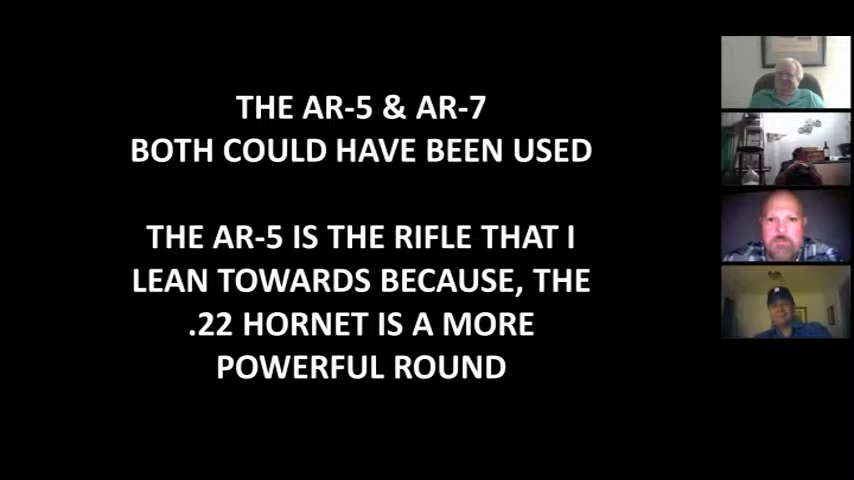 THE AR-5 & AR-7
BOTH COULD HAVE BEEN USED
THE AR-5 IS THE RIFLE THAT I
LEAN TOWARDS BECAUSE, THE
.22 HORNET IS A MORE
POWERFUL ROUND